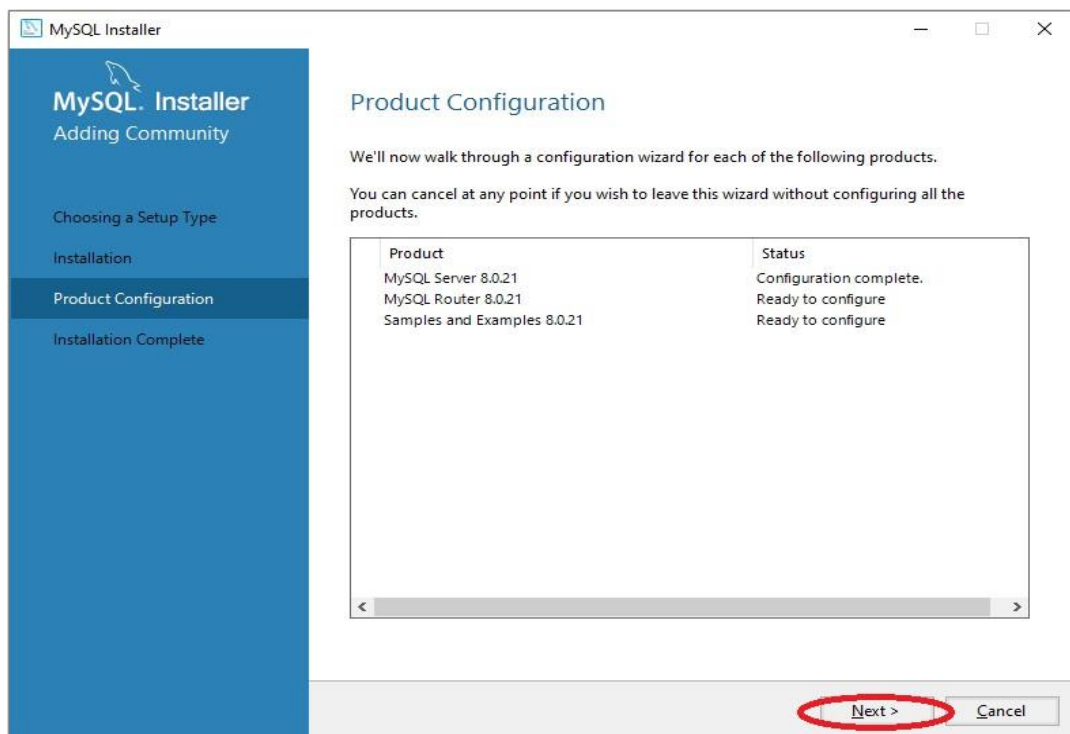 MySQL Installer
MySQL. Installer
Adding Community
Choosing a Setup Type
Installation
Product Configuration
Installation Complete
Product Configuration
We'll now walk through a configuration wizard for each of the following products.
You can cancel at any point if you wish to leave this wizard without configuring all the
products.
Product Status
MySQL Server 8.0.21 Configuration complete.
MySQL Router 8.0.21 Ready to configure
Samples and Examples 8.0.21 Ready to configure
Next > Cancel